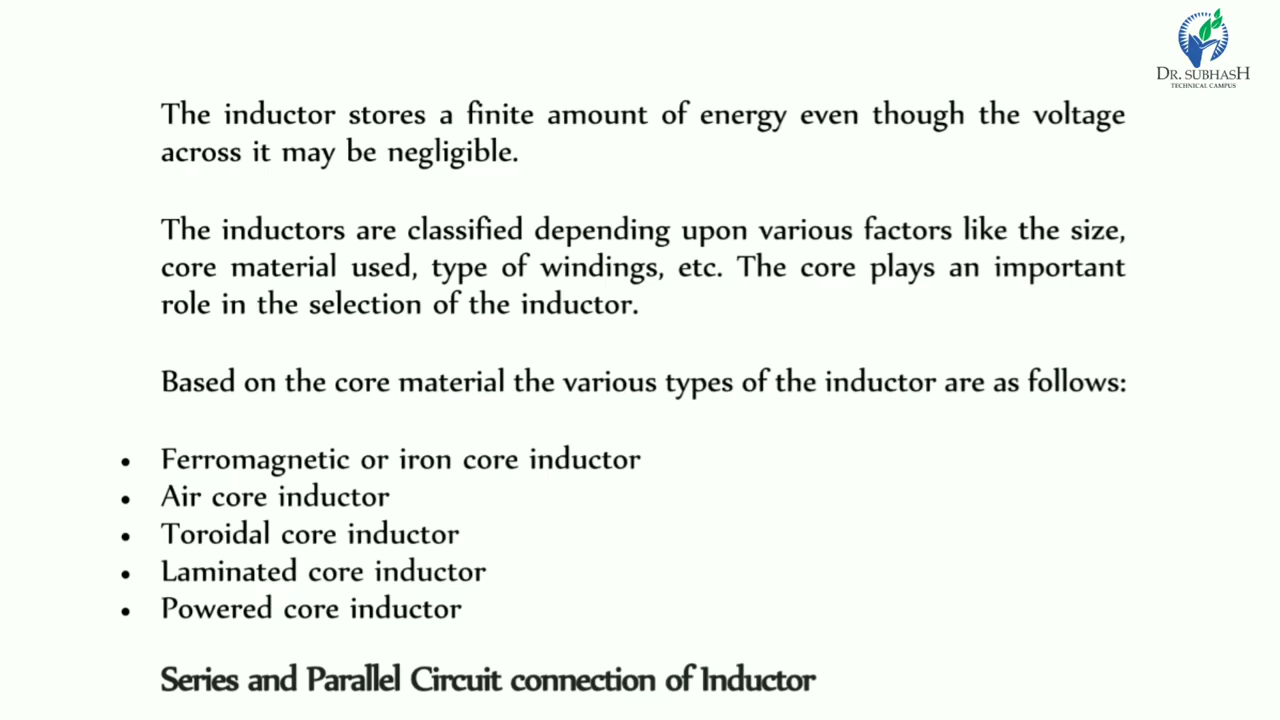 DR. SUBHASH
TECHNICAL CAMPUS
The inductor stores a finite amount of energy even though the voltage
across it may be negligible.
The inductors are classified depending upon various factors like the size,
core material used, type of windings, etc. The core plays an important
role in the selection of the inductor.
Based on the core material the various types of the inductor are as follows:
• Ferromagnetic or iron core inductor
• Air core inductor
• Toroidal core inductor
• Laminated core inductor
• Powered core inductor
Series and Parallel Circuit connection of Inductor